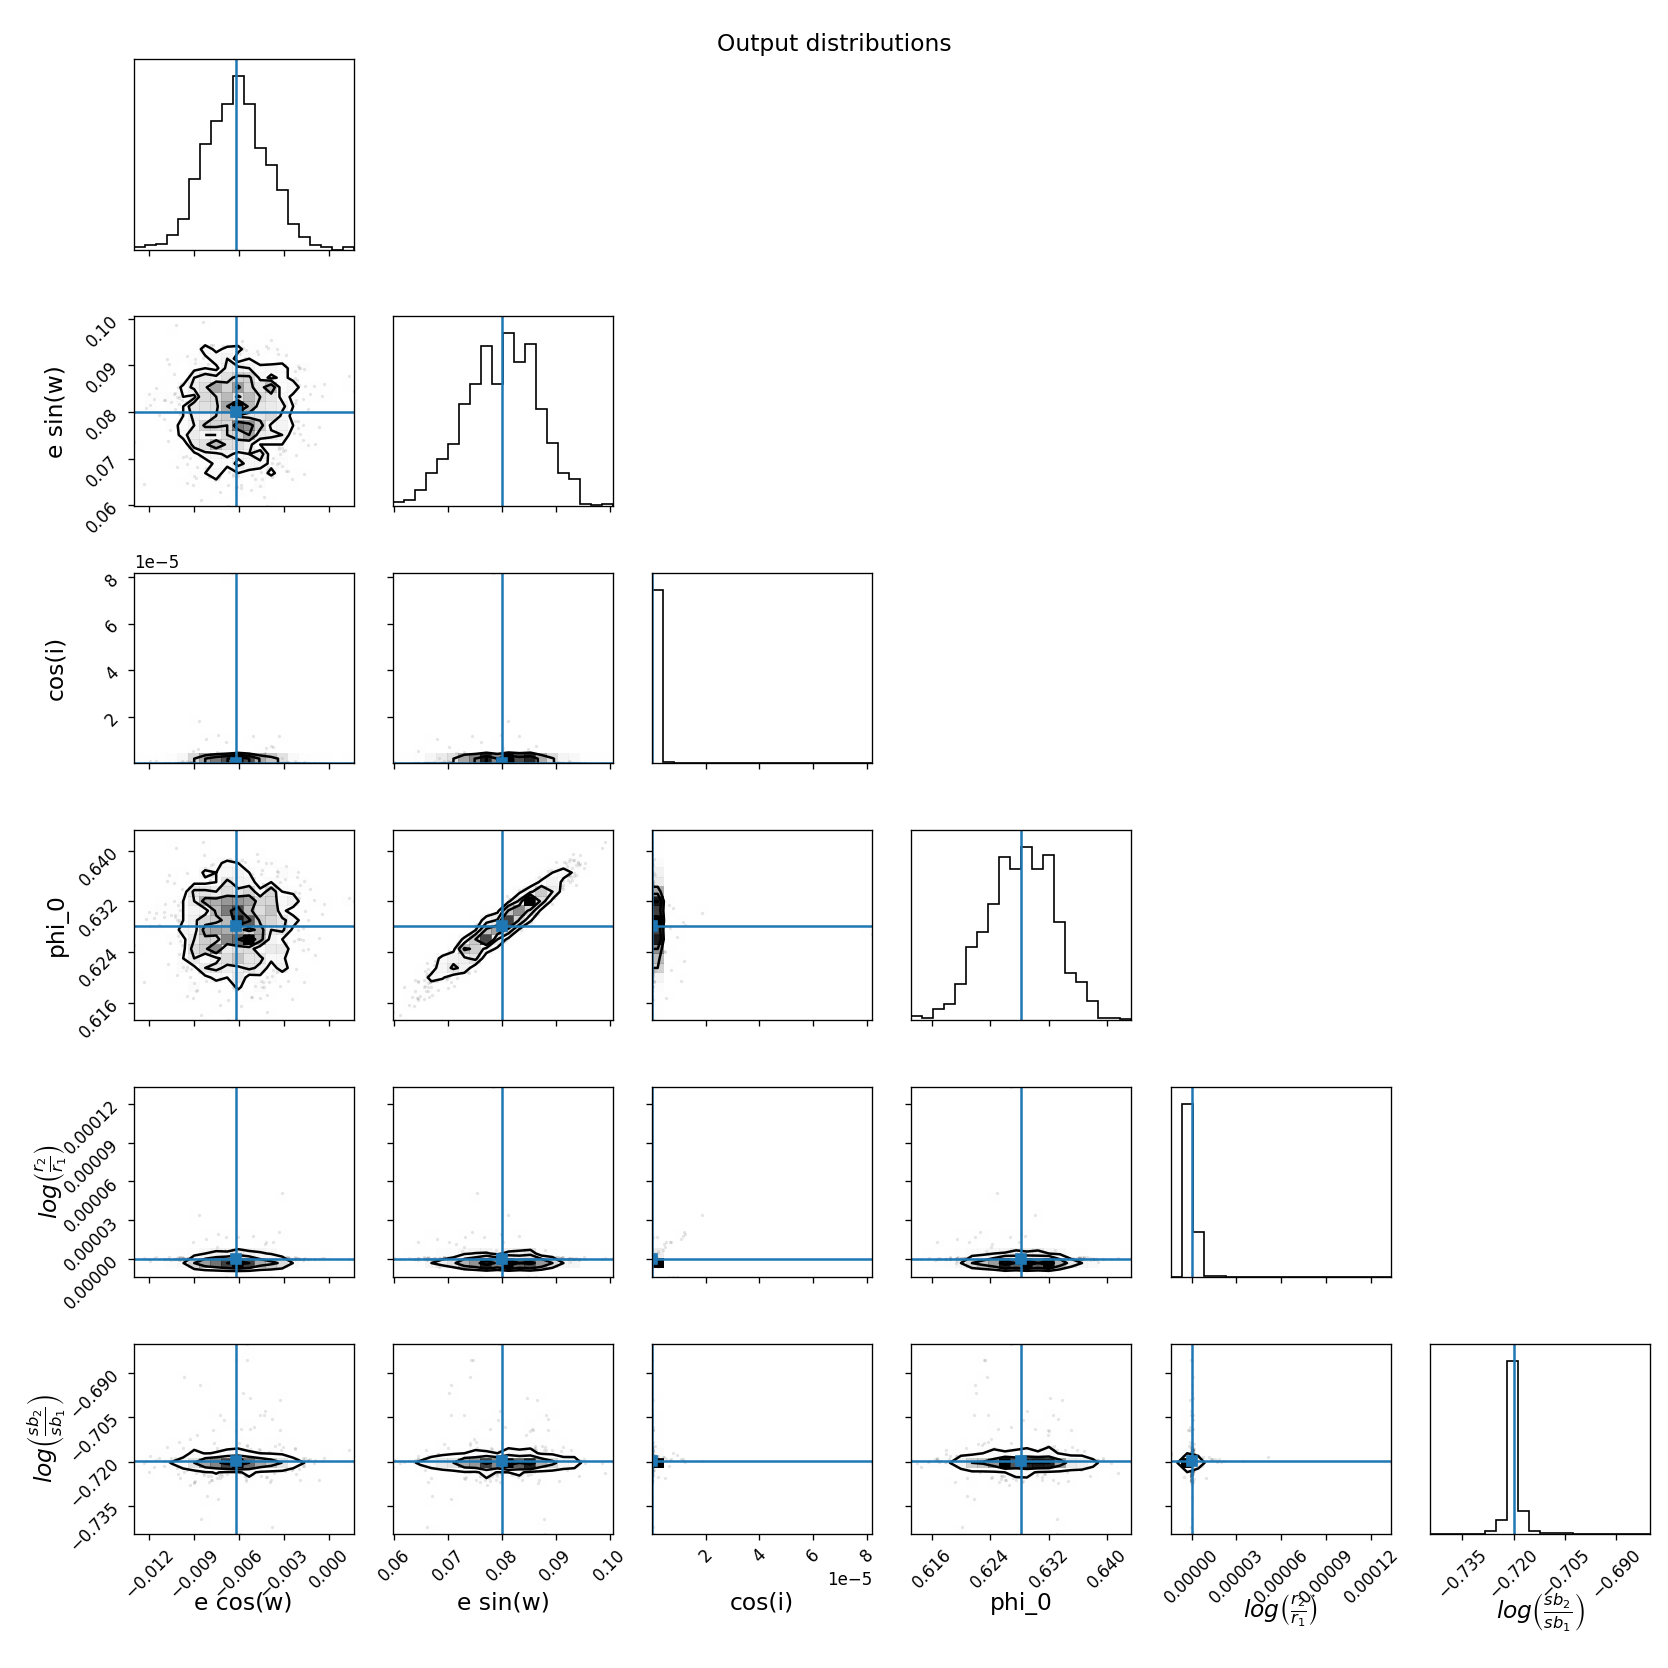 Output distributions
0.10
0.09
0.08
0.07
0.06
e sin(w)
1e−5
8
6
4
2
cos(i)
0.640
0.632
0.624
0.616
phi_0
0.00012
0.00009
0.00006
0.00003
0.00000
log(r2/r1)
−0.690
−0.705
−0.720
−0.735
log(sb2/sb1)
−0.012 −0.009 −0.006 −0.003 0.000
e cos(w)
0.06 0.07 0.08 0.09 0.10
e sin(w)
2 4 6 8
1e−5
cos(i)
0.616 0.624 0.632 0.640
phi_0
0.00000 0.00003 0.00006 0.00009 0.00012
log(r2/r1)
−0.735 −0.720 −0.705 −0.690
log(sb2/sb1)